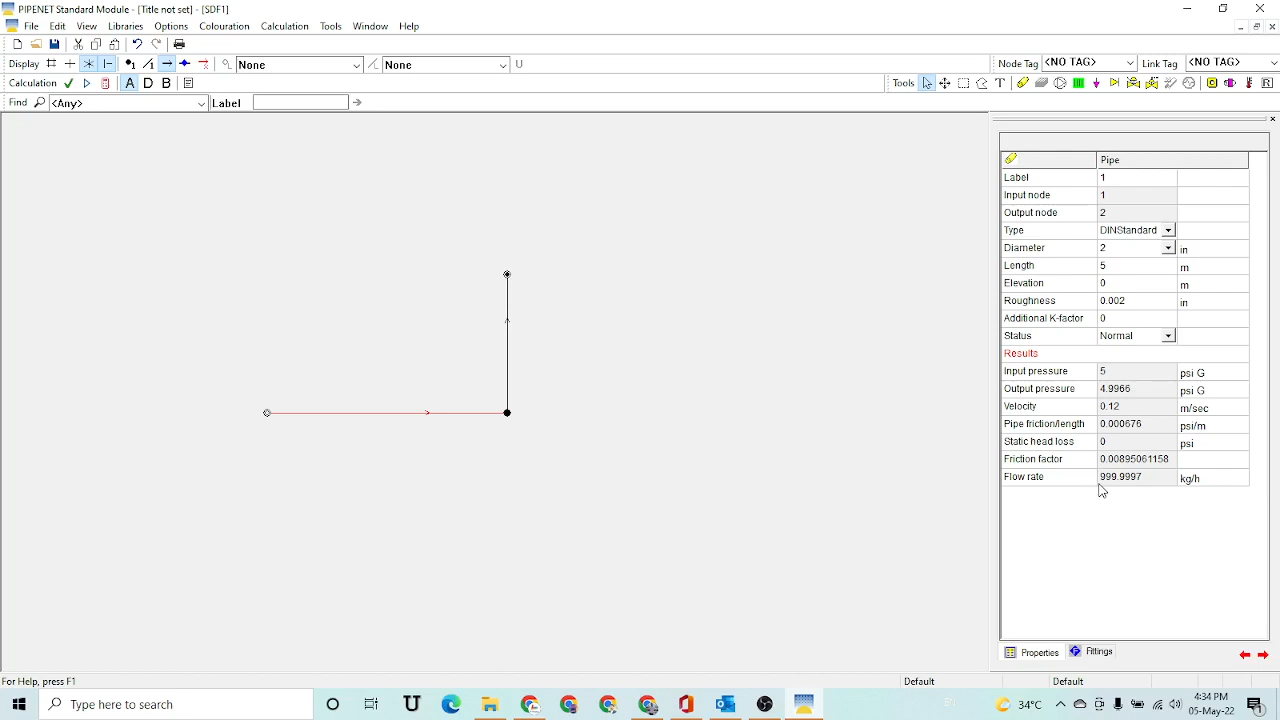 PIPENET Standard Module - [Title not set] - [SDF1]
File Edit View Libraries Options Colouration Calculation Tools Window Help
Display None None U Node Tag <NO TAG> Link Tag <NO TAG>
Calculation A D B Tools T R
Find <Any> Label
Pipe
Label 1
Input node 1
Output node 2
Type DINStandard
Diameter 2 in
Length 5 m
Elevation 0 m
Roughness 0.002 in
Additional K-factor 0
Status Normal
Results
Input pressure 5 psi G
Output pressure 4.9966 psi G
Velocity 0.12 m/sec
Pipe friction/length 0.000676 psi/m
Static head loss 0 psi
Friction factor 0.00895061158
Flow rate 999.9997 kg/h
Properties Fittings
For Help, press F1 Default Default
Type here to search U 34°C 4:34 PM
05-May-22